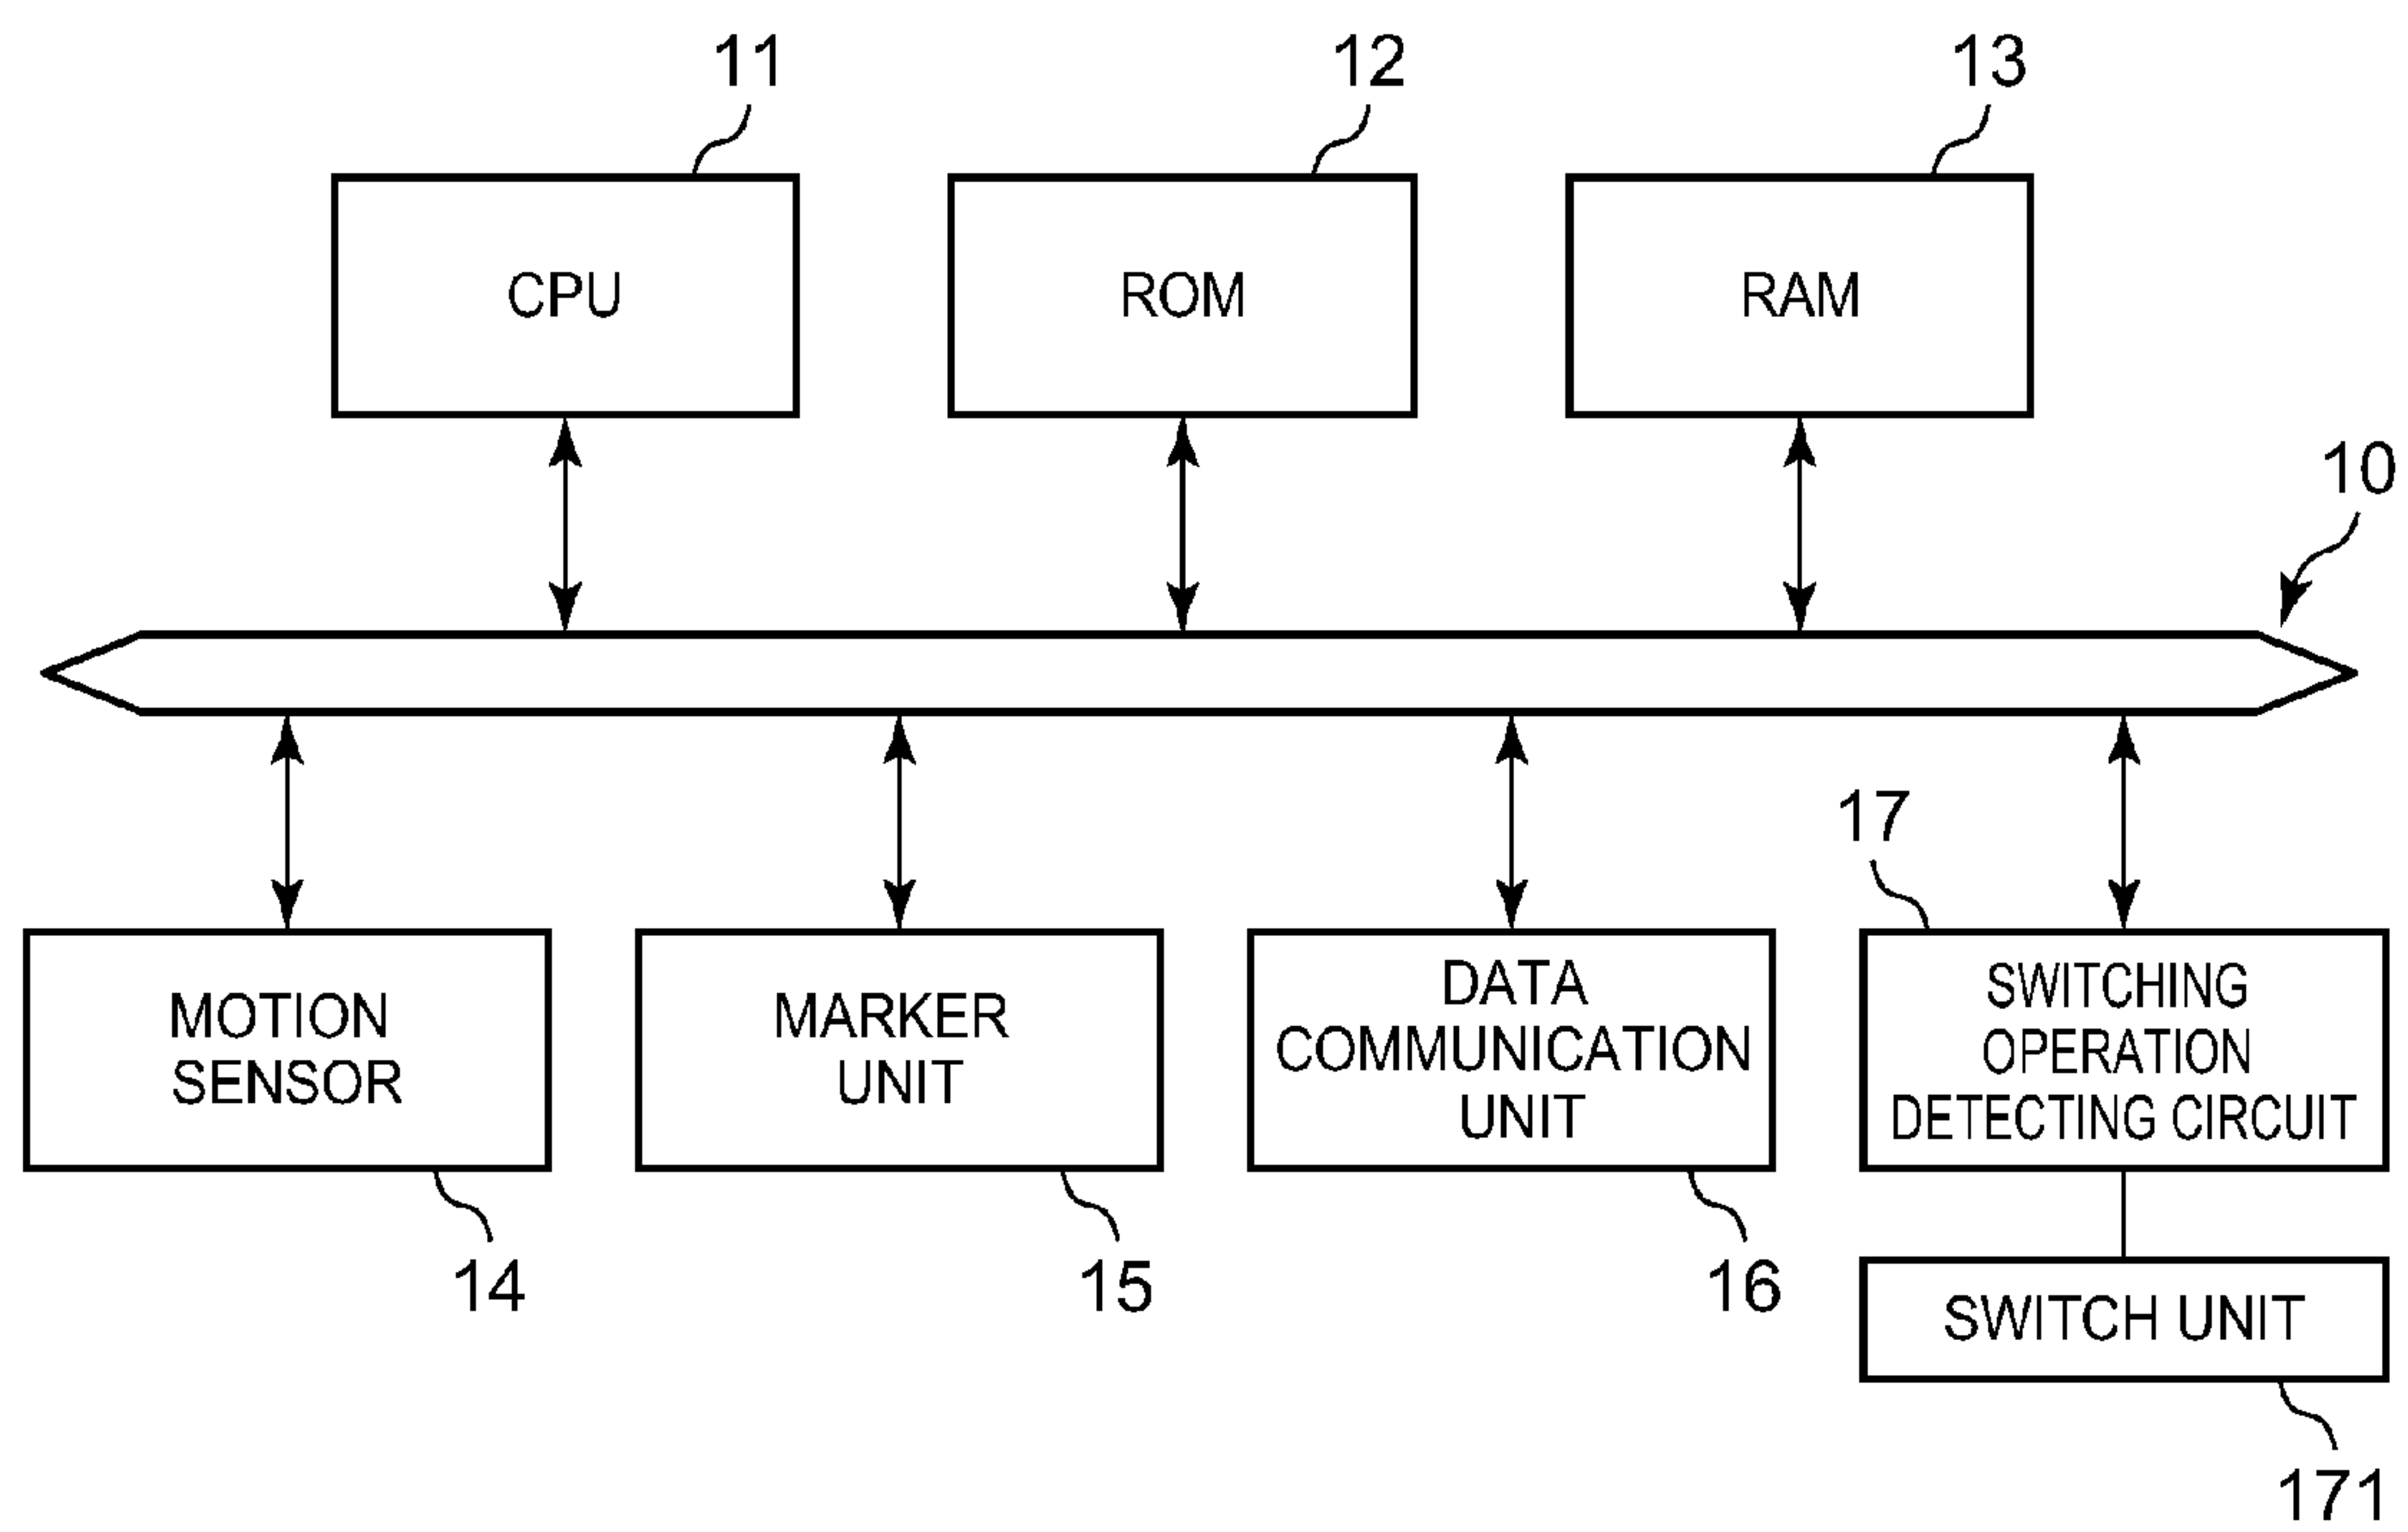 11
12
13
CPU
ROM
RAM
10
17
MOTION
SENSOR
MARKER
UNIT
DATA
COMMUNICATION
UNIT
SWITCHING
OPERATION
DETECTING CIRCUIT
14
15
16
SWITCH UNIT
171